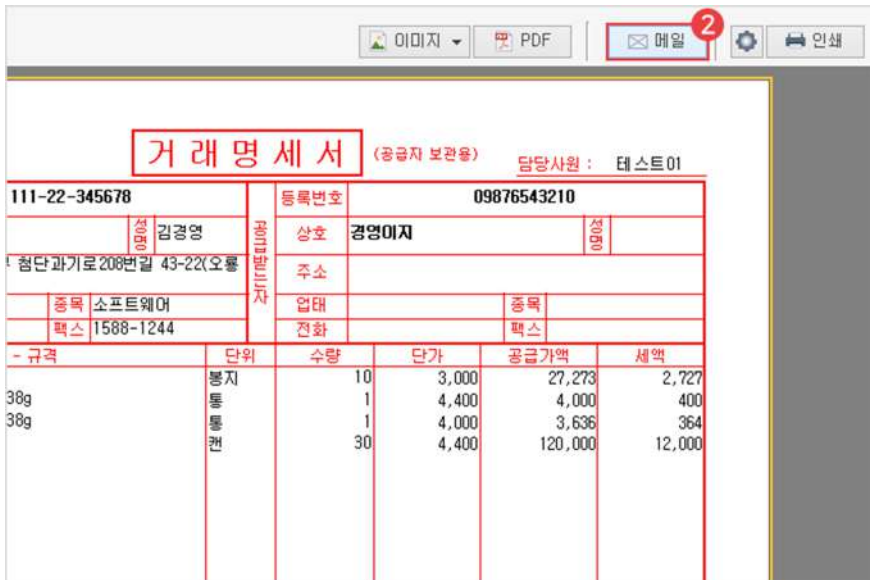 이미지 PDF 메일 2 인쇄
거래명세서 (공급자 보관용) 담당사원 : 테스트01
111-22-345678 등록번호 09876543210
성명 김경영 공급받는자 상호 경영이지 성명
첨단과기로208번길 43-22(오룡 주소
종목 소프트웨어 업태 종목
팩스 1588-1244 전화 팩스
- 규격 단위 수량 단가 공급가액 세액
봉지 10 3,000 27,273 2,727
38g 통 1 4,400 4,000 400
38g 통 1 4,000 3,636 364
캔 30 4,400 120,000 12,000